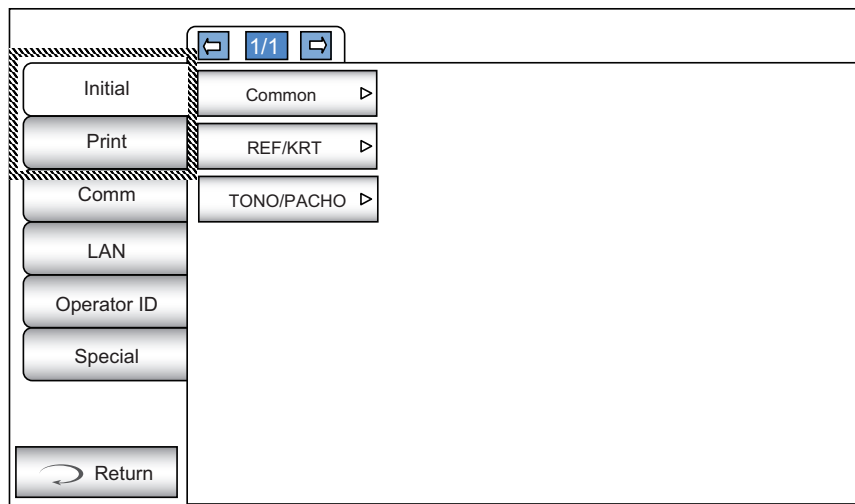 1/1
Initial
Print
Comm
LAN
Operator ID
Special
Return
Common
REF/KRT
TONO/PACHO